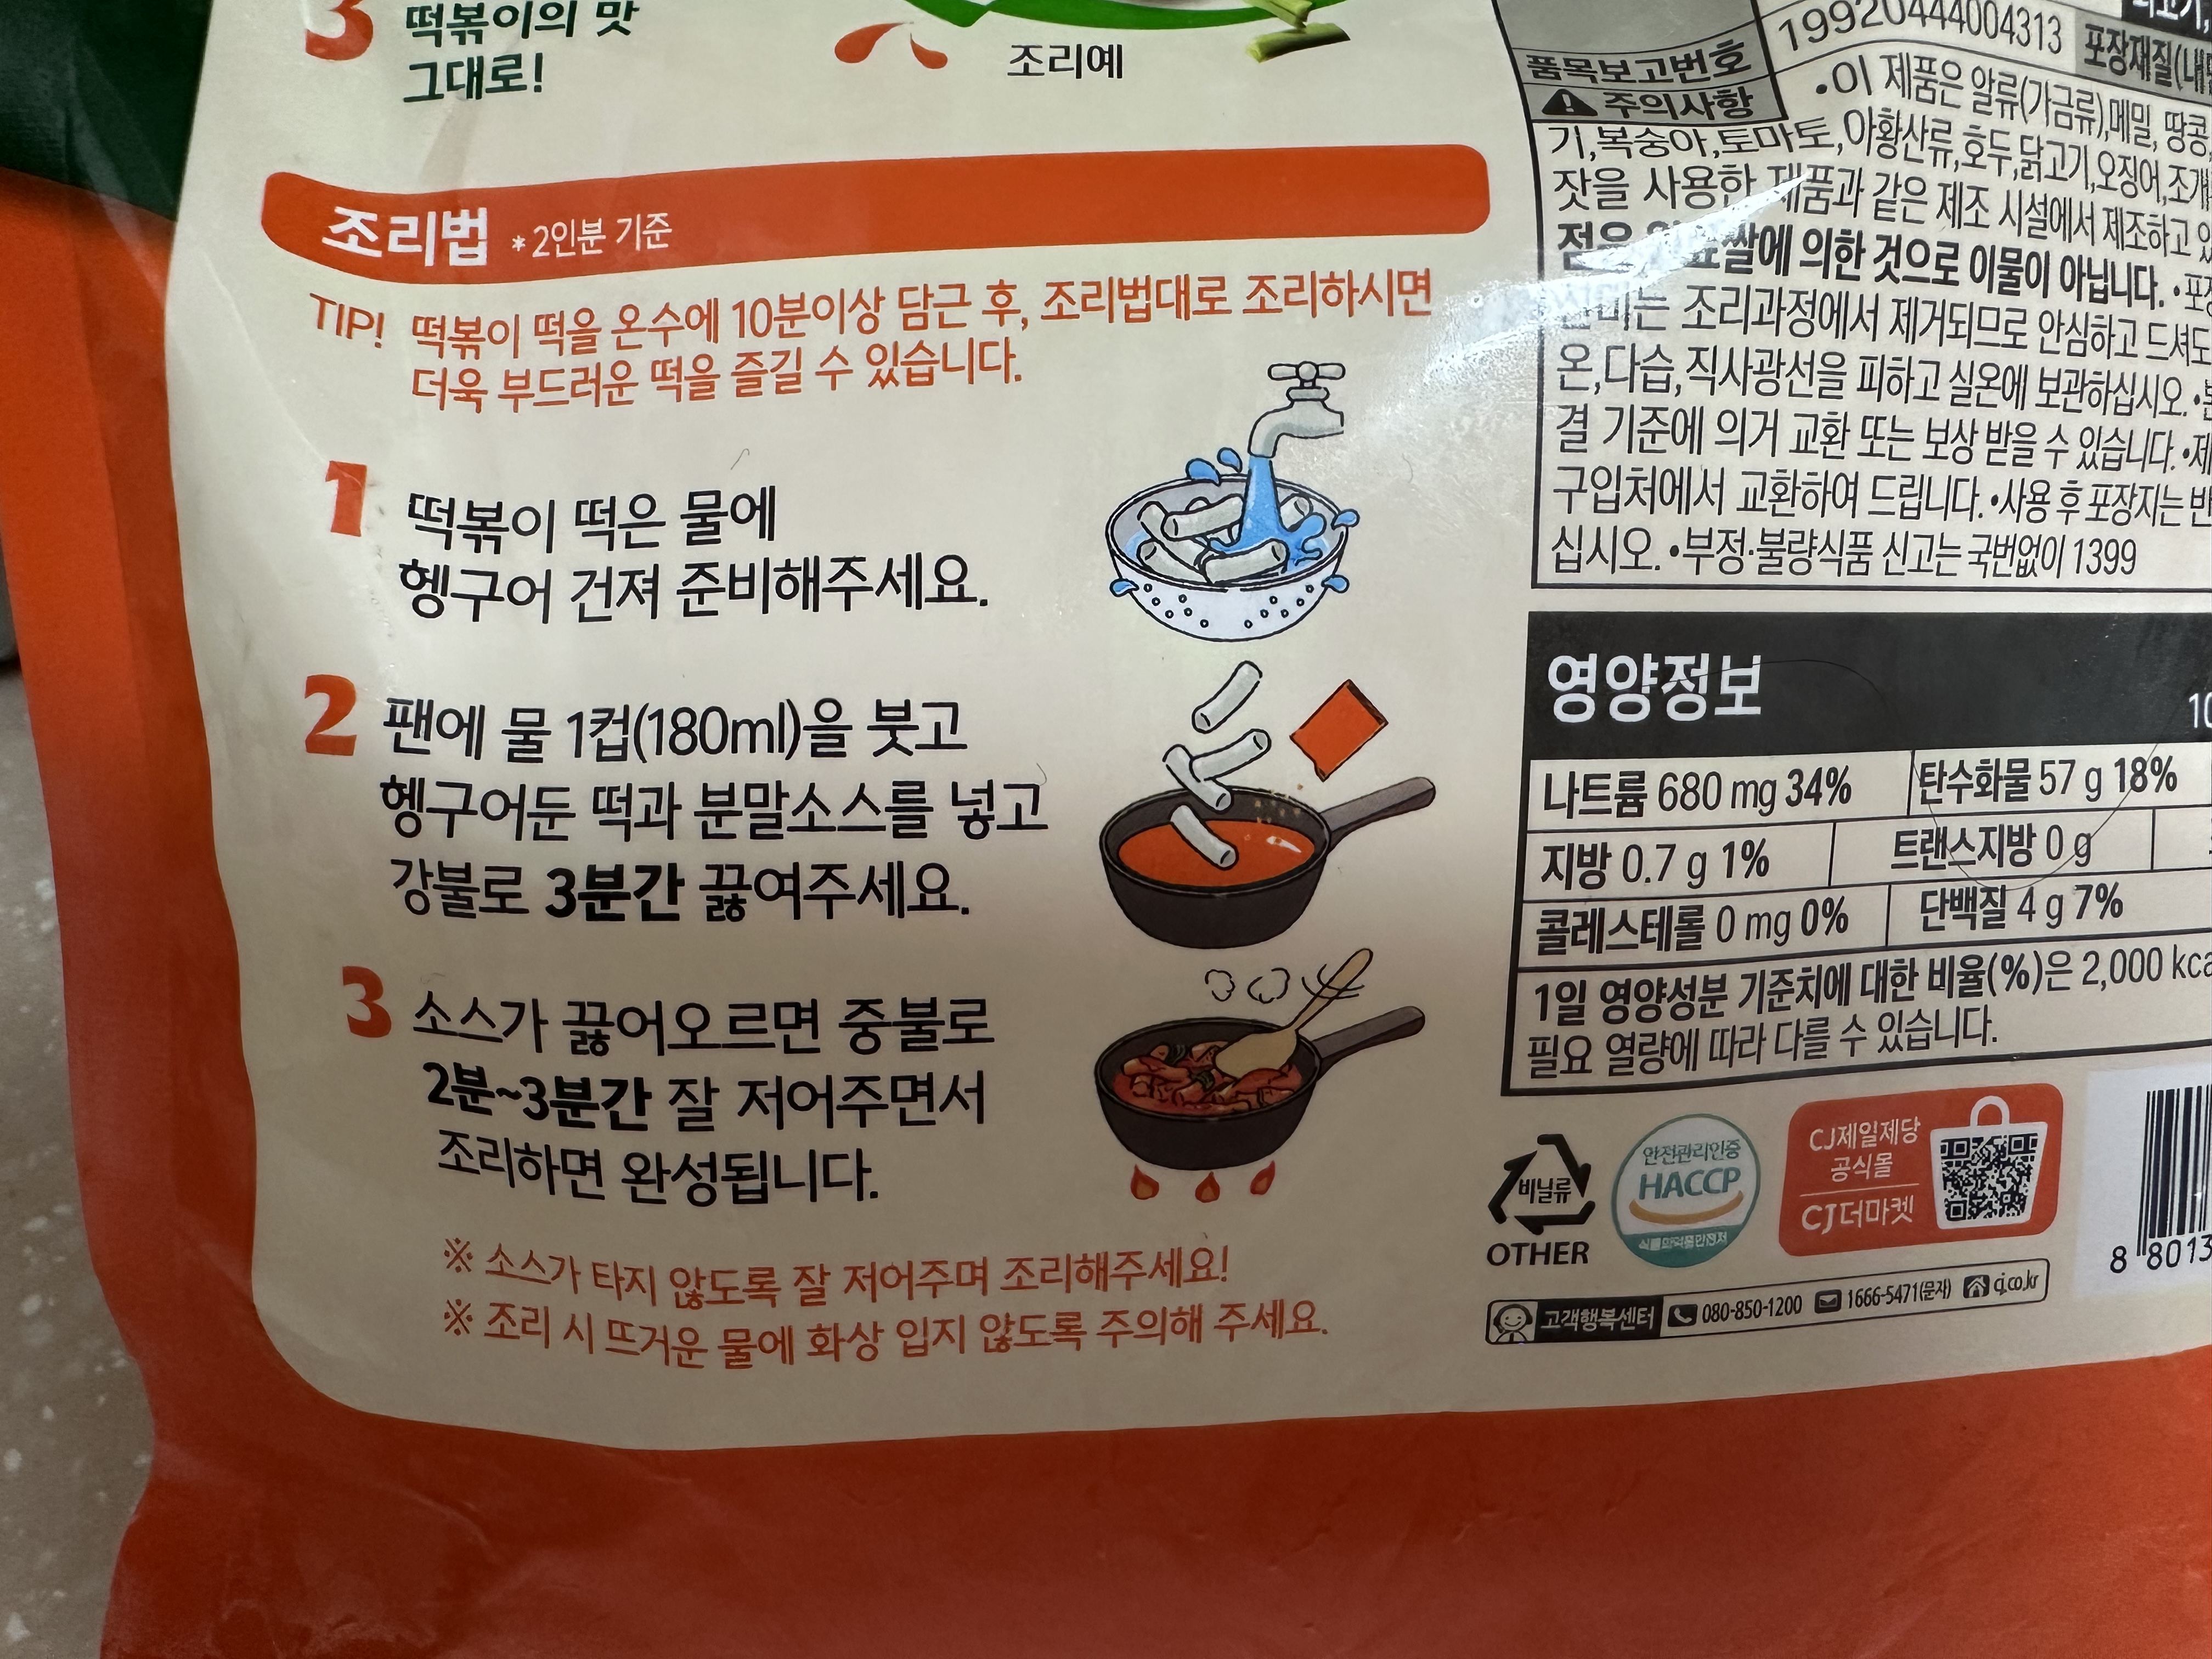 3 떡볶이의 맛
그대로!
조리예
조리법 *2인분 기준
TIP! 떡볶이 떡을 온수에 10분이상 담근 후, 조리법대로 조리하시면
더욱 부드러운 떡을 즐길 수 있습니다.
1 떡볶이 떡은 물에
헹구어 건져 준비해주세요.
2 팬에 물 1컵(180ml)을 붓고
헹구어둔 떡과 분말소스를 넣고
강불로 3분간 끓여주세요.
3 소스가 끓어오르면 중불로
2분~3분간 잘 저어주면서
조리하면 완성됩니다.
※ 소스가 타지 않도록 잘 저어주며 조리해주세요!
※ 조리 시 뜨거운 물에 화상 입지 않도록 주의해 주세요.
품목보고번호 19920444004313 포장재질(내
⚠ 주의사항 •이 제품은 알류(가금류),메밀, 땅콩,
기,복숭아,토마토,아황산류,호두,닭고기,오징어,조개
잣을 사용한 제품과 같은 제조 시설에서 제조하고 있
점은 쌀에 의한 것으로 이물이 아닙니다. •포장
조리과정에서 제거되므로 안심하고 드셔도
온,다습,직사광선을 피하고 실온에 보관하십시오. •본
결 기준에 의거 교환 또는 보상 받을 수 있습니다. •제
구입처에서 교환하여 드립니다. •사용 후 포장지는 반
십시오. •부정·불량식품 신고는 국번없이 1399
영양정보
10
나트륨 680 mg 34% 탄수화물 57 g 18%
지방 0.7 g 1% 트랜스지방 0 g
콜레스테롤 0 mg 0% 단백질 4 g 7%
1일 영양성분 기준치에 대한 비율(%)은 2,000 kca
필요 열량에 따라 다를 수 있습니다.
비닐류
OTHER
안전관리인증
HACCP
식품의약품안전처
CJ제일제당
공식몰
CJ더마켓
8 8013
고객행복센터 080-850-1200 1666-5471(문자) cj.co.kr